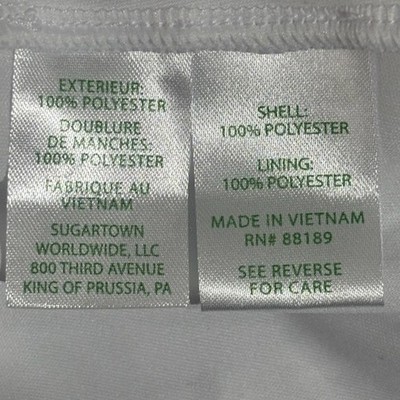 EXTERIEUR:
100% POLYESTER
DOUBLURE
DE MANCHES:
100% POLYESTER
FABRIQUE AU
VIETNAM
SUGARTOWN
WORLDWIDE, LLC
800 THIRD AVENUE
KING OF PRUSSIA, PA
SHELL:
100% POLYESTER
LINING:
100% POLYESTER
MADE IN VIETNAM
RN# 88189
SEE REVERSE
FOR CARE